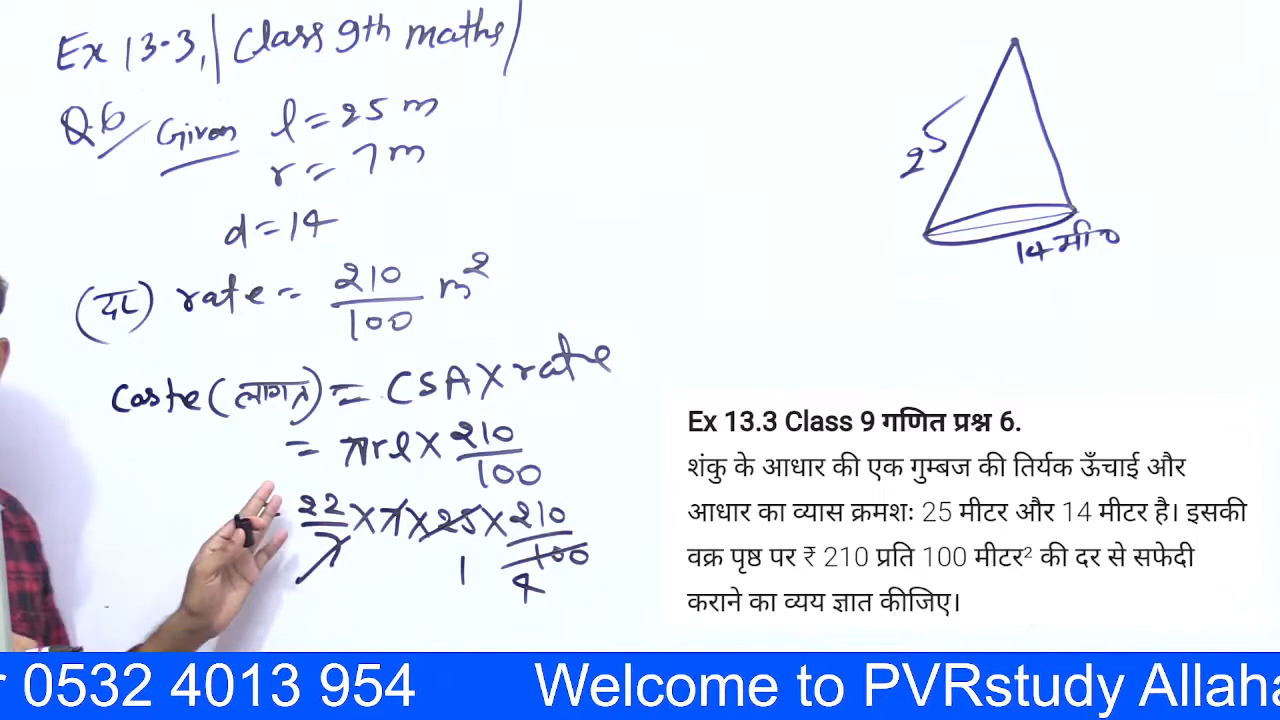 Ex 13.3, | Class 9th maths |
Q.6 Given l = 25 m
r = 7 m
d = 14
(दर) rate = 210/100 m²
Caste (लागत) = CSA X rate
= πrl X 210/100
22/7 X 7 X 25 X 210/100
1 4
25
14 मी०
Ex 13.3 Class 9 गणित प्रश्न 6.
शंकु के आधार की एक गुम्बज की तिर्यक ऊँचाई और
आधार का व्यास क्रमशः 25 मीटर और 14 मीटर है। इसकी
वक्र पृष्ठ पर ₹ 210 प्रति 100 मीटर² की दर से सफेदी
कराने का व्यय ज्ञात कीजिए।
0532 4013 954 Welcome to PVRstudy Allaha